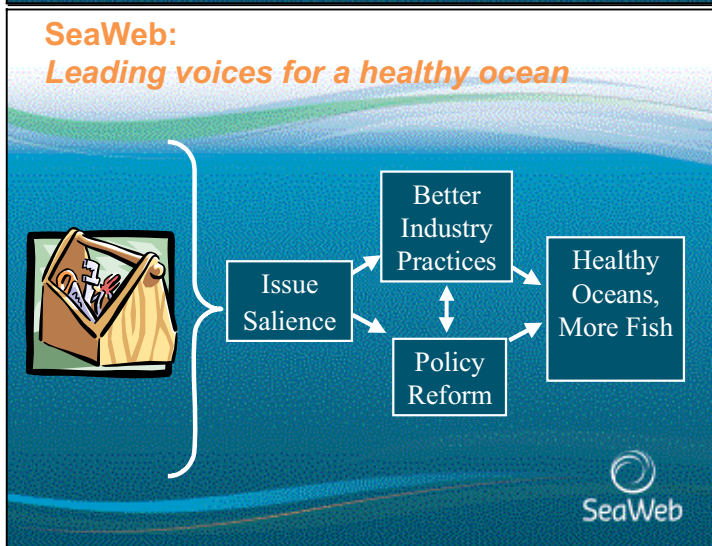 SeaWeb:
Leading voices for a healthy ocean
Issue
Salience
Better
Industry
Practices
Policy
Reform
Healthy
Oceans,
More Fish
SeaWeb